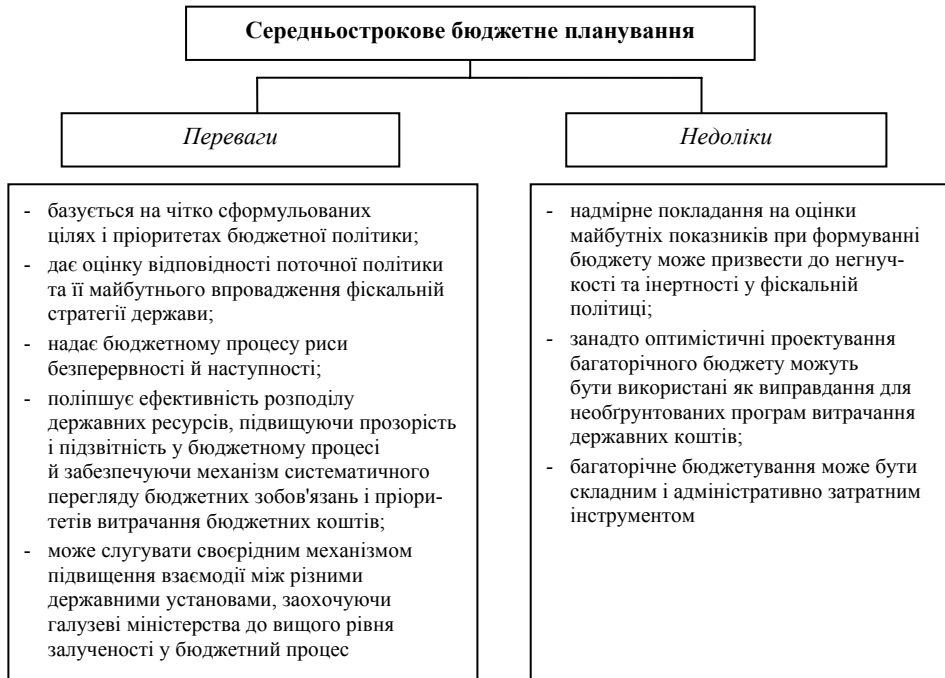 Середньострокове бюджетне планування
Переваги
- базується на чітко сформульованих
цілях і пріоритетах бюджетної політики;
- дає оцінку відповідності поточної політики
та її майбутнього впровадження фіскальній
стратегії держави;
- надає бюджетному процесу риси
безперервності й наступності;
- поліпшує ефективність розподілу
державних ресурсів, підвищуючи прозорість
і підзвітність у бюджетному процесі
й забезпечуючи механізм систематичного
перегляду бюджетних зобов'язань і пріори-
тетів витрачання бюджетних коштів;
- може слугувати своєрідним механізмом
підвищення взаємодії між різними
державними установами, заохочуючи
галузеві міністерства до вищого рівня
залученості у бюджетний процес
Недоліки
- надмірне покладання на оцінки
майбутніх показників при формуванні
бюджету може призвести до негнуч-
кості та інертності у фіскальній
політиці;
- занадто оптимістичні проектування
багаторічного бюджету можуть
бути використані як виправдання для
необґрунтованих програм витрачання
державних коштів;
- багаторічне бюджетування може бути
складним і адміністративно затратним
інструментом